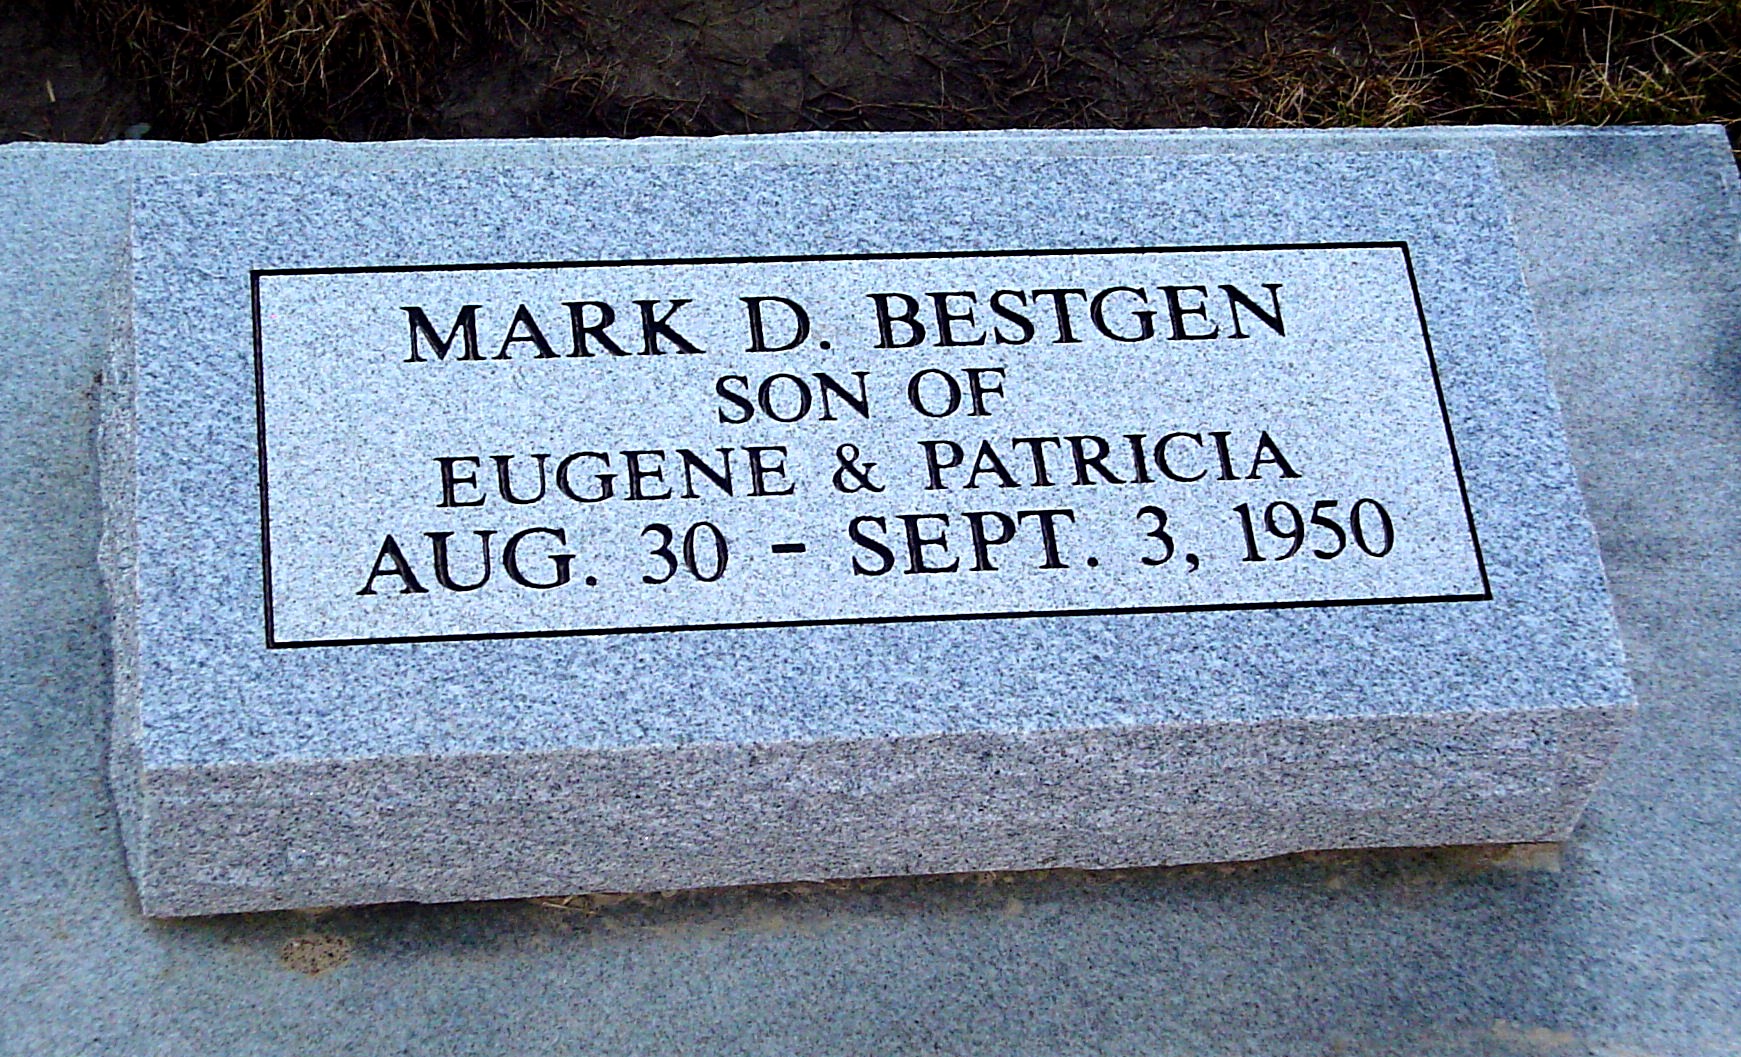 MARK D. BESTGEN
SON OF
EUGENE & PATRICIA
AUG. 30 - SEPT. 3, 1950